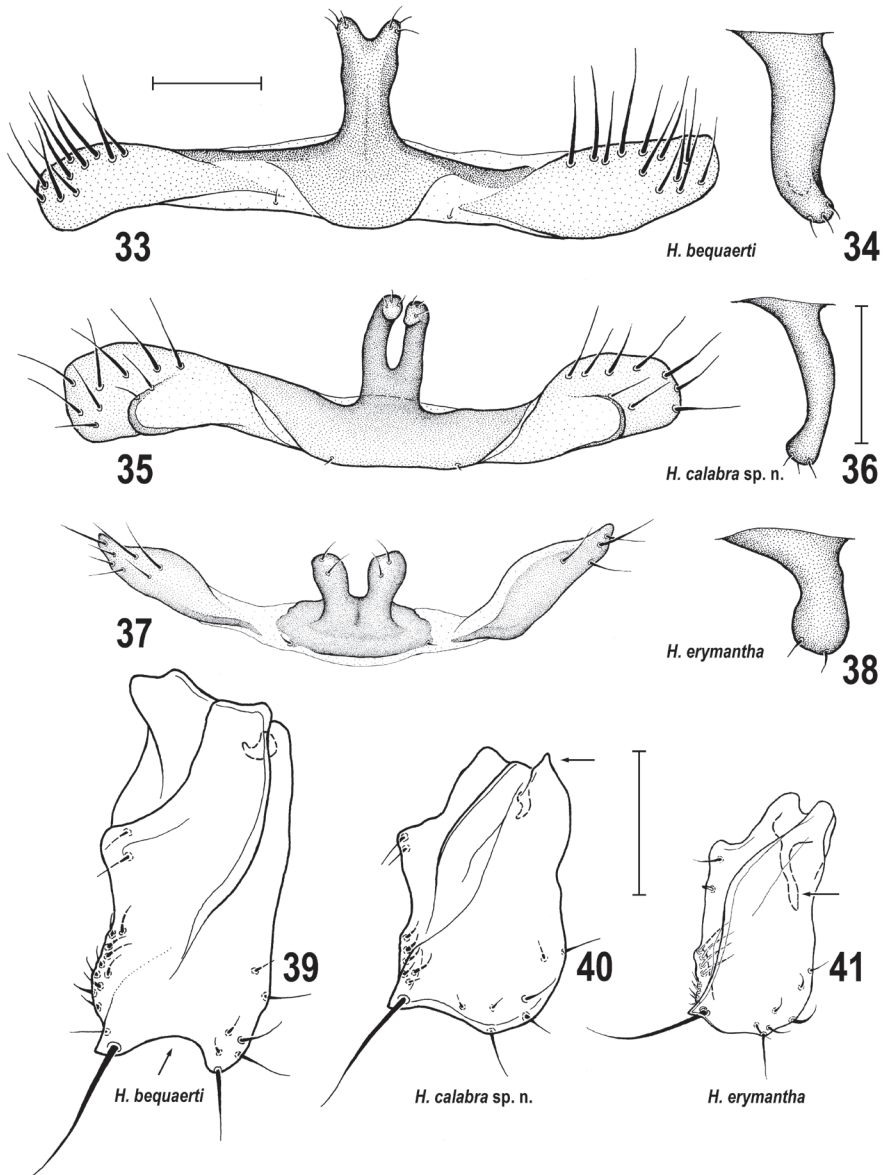 33
H. bequaerti
34
35
H. calabra sp. n.
36
37
H. erymantha
38
39
40
41
H. bequaerti
H. calabra sp. n.
H. erymantha